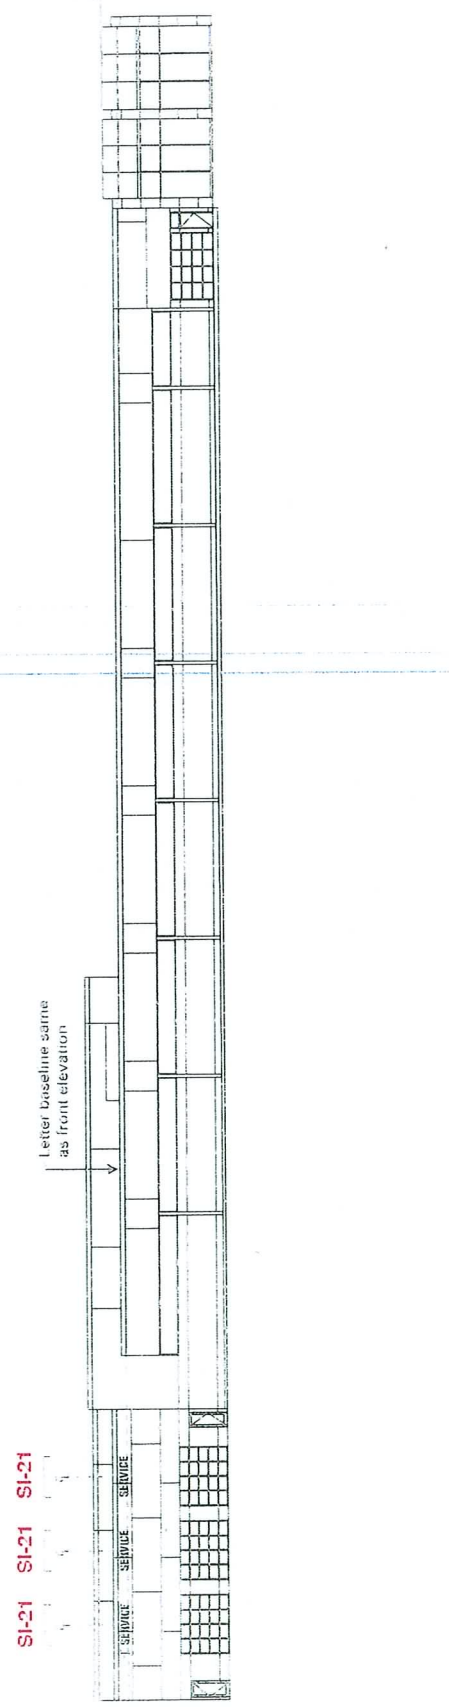 Letter baseline same
as front elevation
SI-21 SI-21 SI-21
SERVICE SERVICE SERVICE